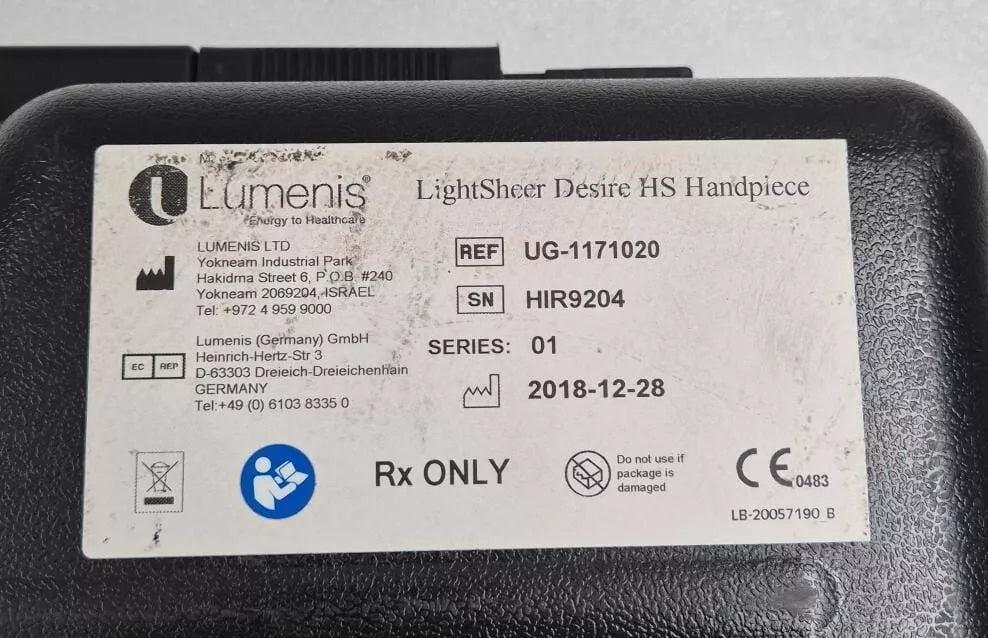 Lumenis®
Energy to Healthcare
LightSheer Desire HS Handpiece
LUMENIS LTD
Yokneam Industrial Park
Hakidma Street 6, P.O.B. #240
Yokneam 2069204, ISRAEL
Tel: +972 4 959 9000
REF UG-1171020
SN HIR9204
SERIES: 01
2018-12-28
EC REP
Lumenis (Germany) GmbH
Heinrich-Hertz-Str 3
D-63303 Dreieich-Dreieichenhain
GERMANY
Tel:+49 (0) 6103 8335 0
Rx ONLY
Do not use if
package is
damaged
CE 0483
LB-20057190 B